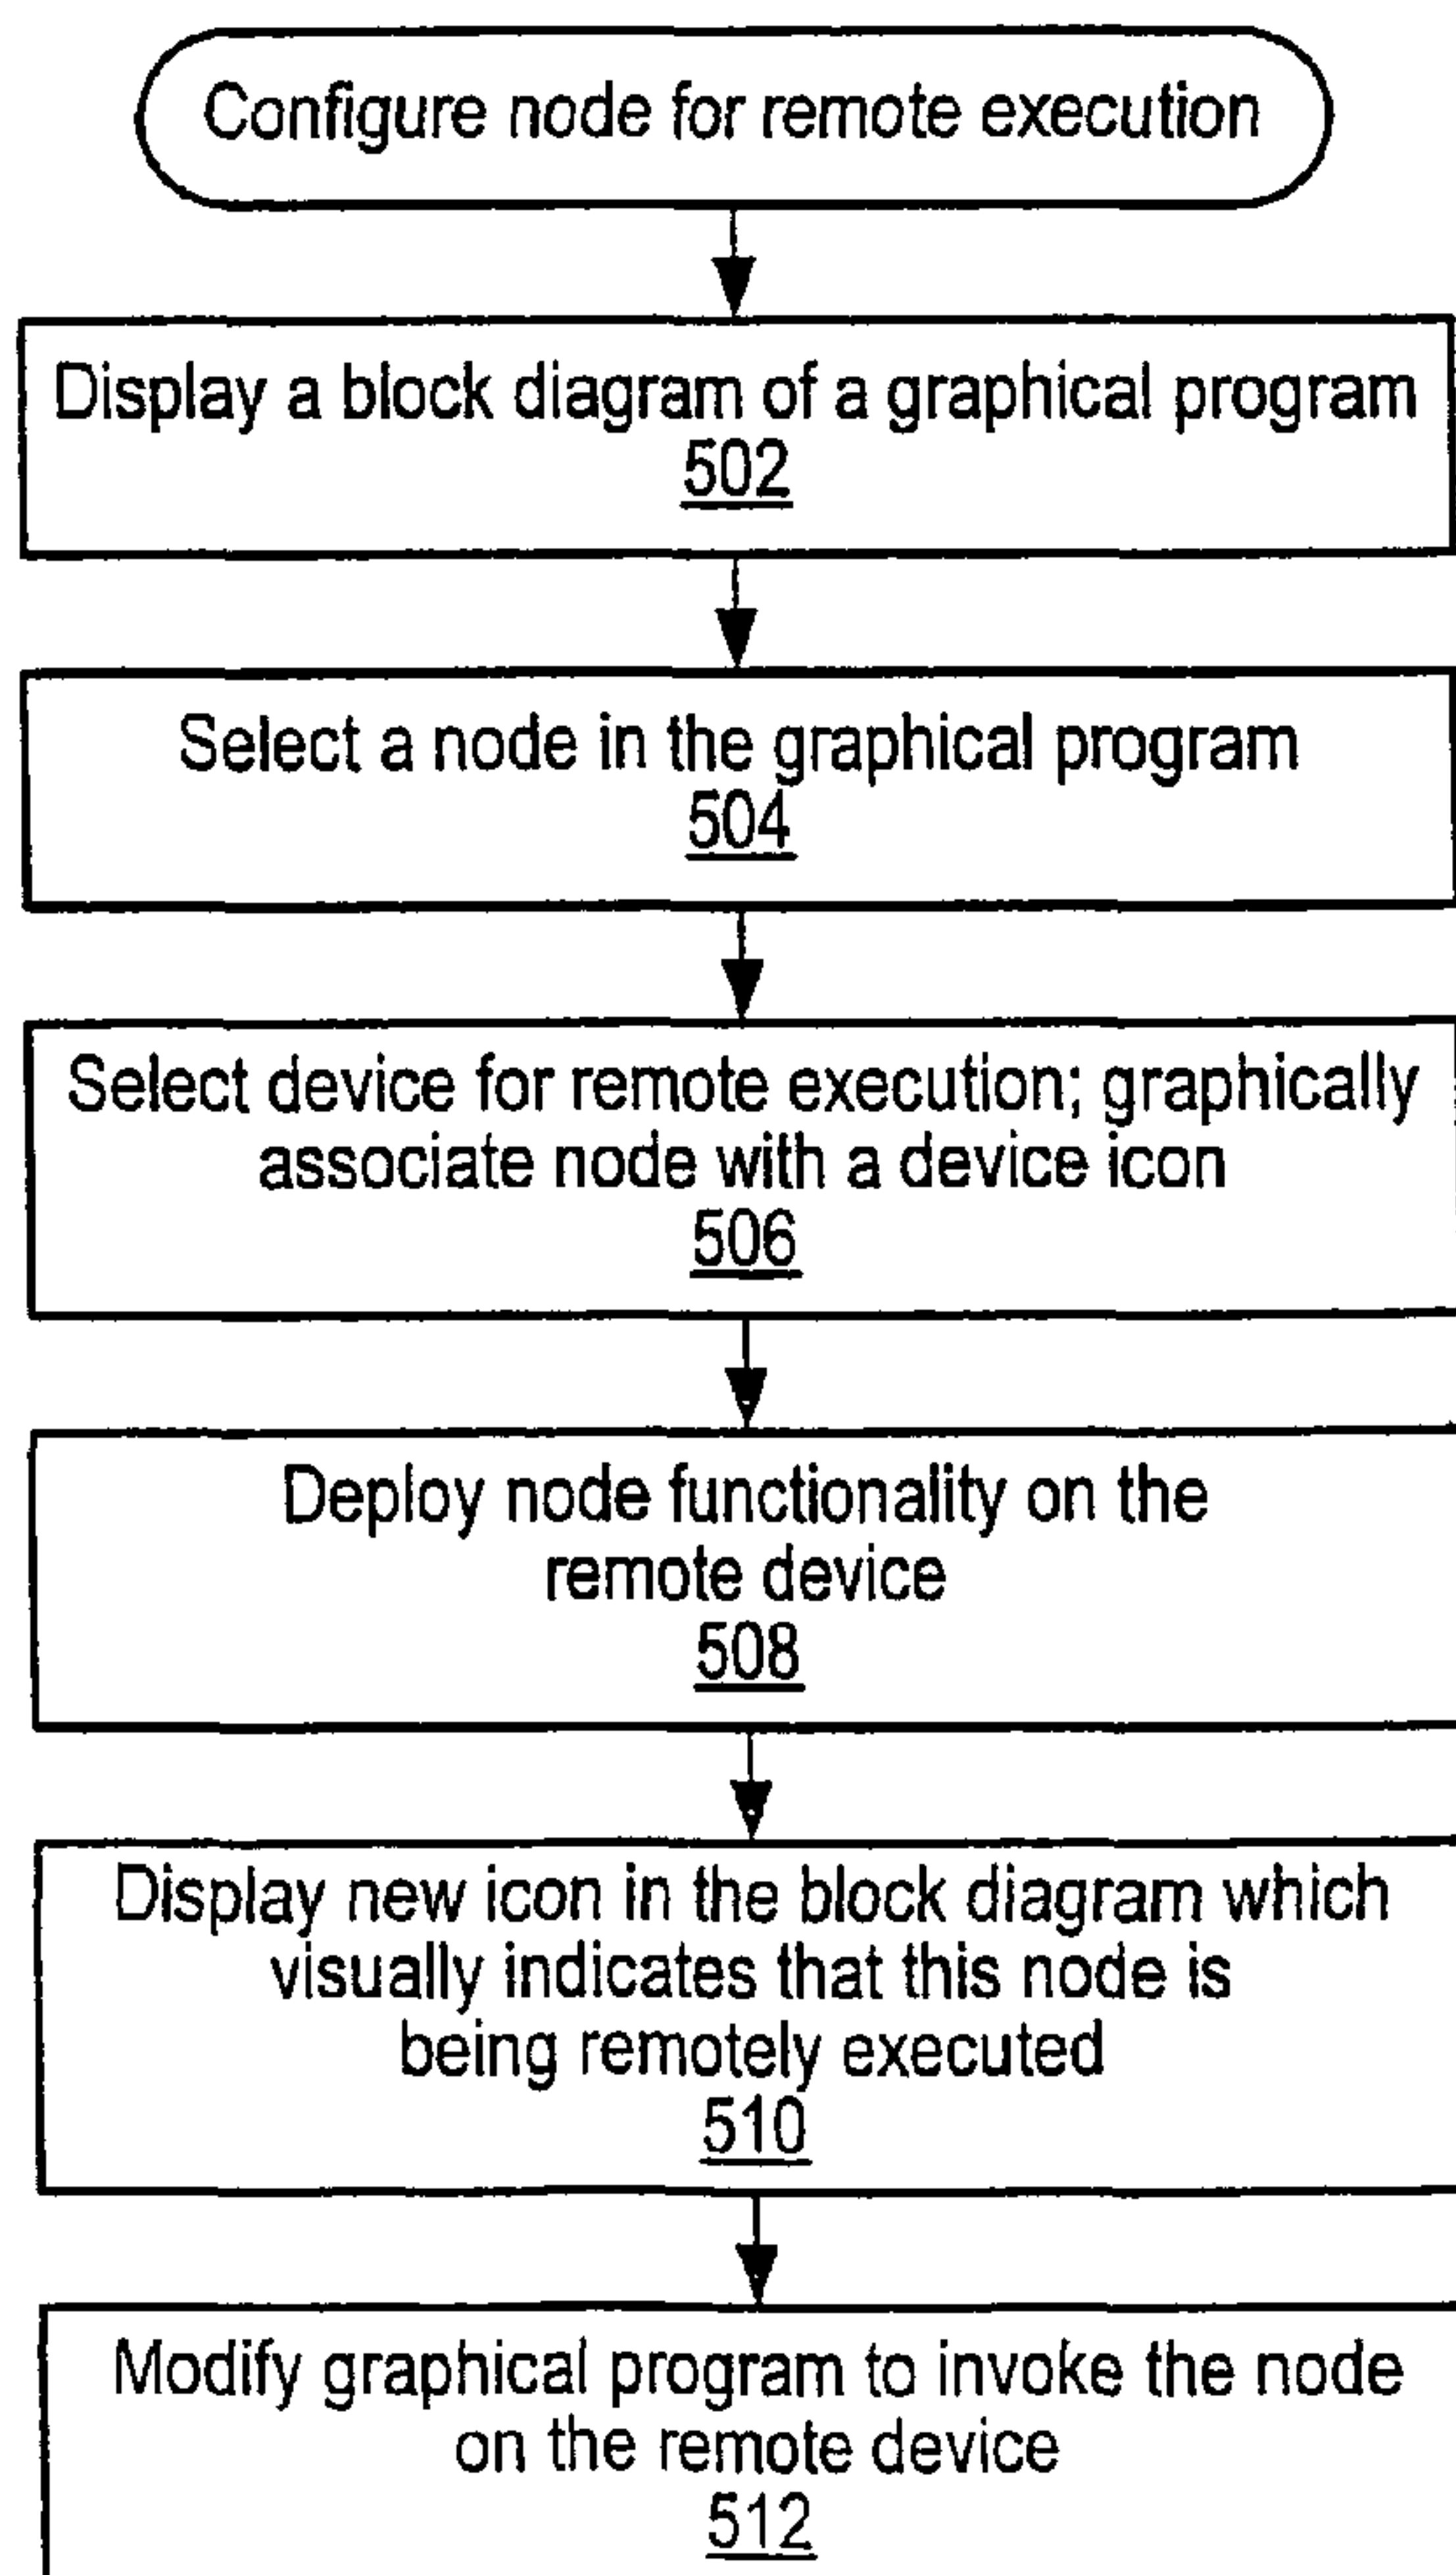 Configure node for remote execution
Display a block diagram of a graphical program
502
Select a node in the graphical program
504
Select device for remote execution; graphically
associate node with a device icon
506
Deploy node functionality on the
remote device
508
Display new icon in the block diagram which
visually indicates that this node is
being remotely executed
510
Modify graphical program to invoke the node
on the remote device
512